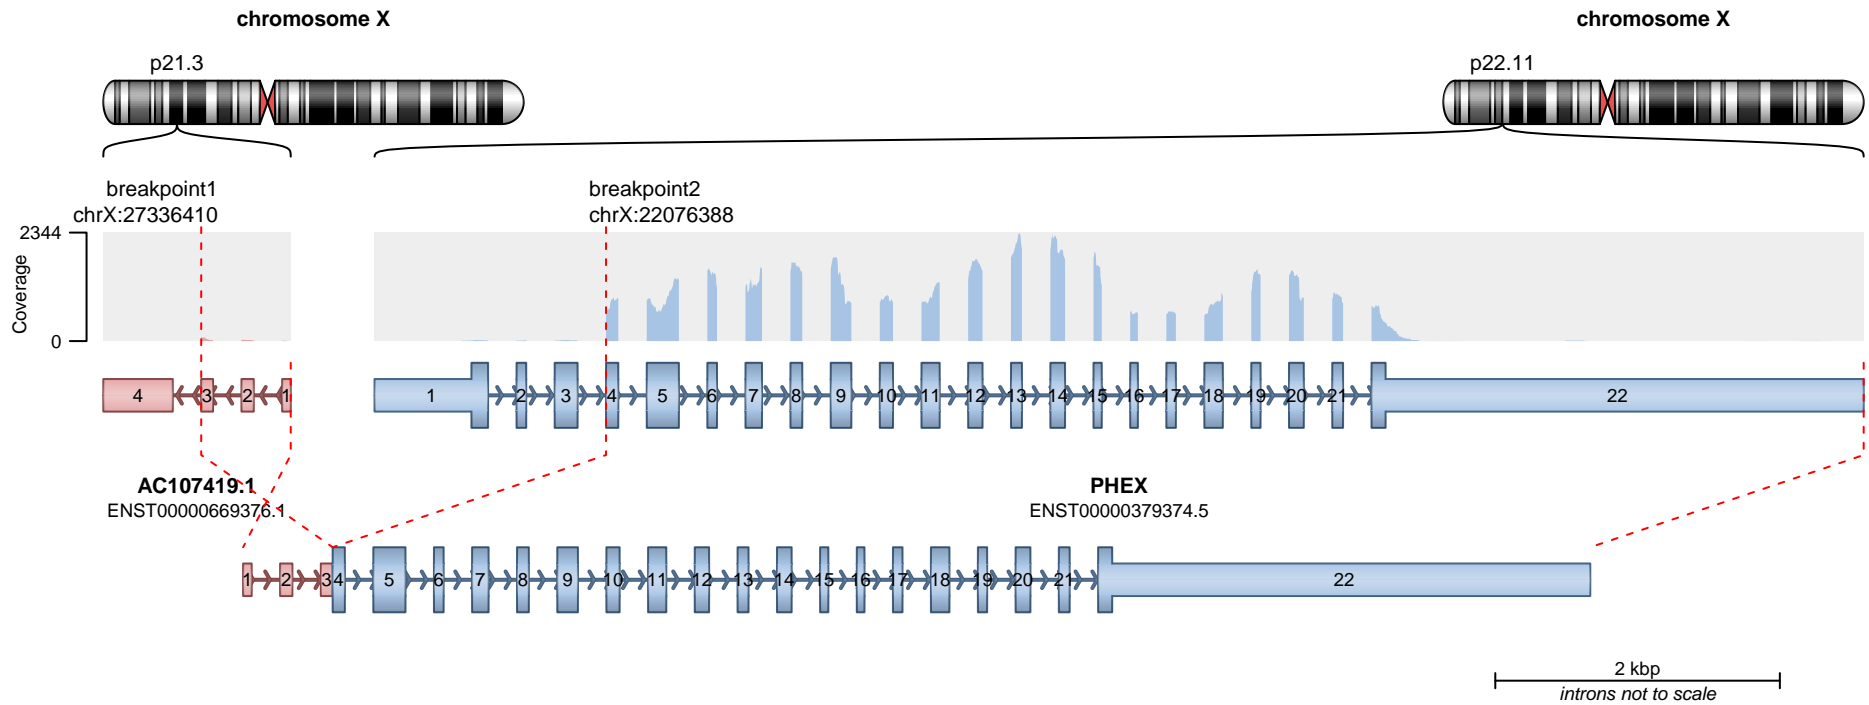 chromosome X
chromosome X
p21.3
p22.11
breakpoint1
chrX:27336410
breakpoint2
chrX:22076388
2344
Coverage
0
4 3 2 1
1 2 3 4 5 6 7 8 9 10 11 12 13 14 15 16 17 18 19 20 21 22
AC107419.1
ENST00000669376.1
PHEX
ENST00000379374.5
1 2 3 4 5 6 7 8 9 10 11 12 13 14 15 16 17 18 19 20 21 22
2 kbp
introns not to scale